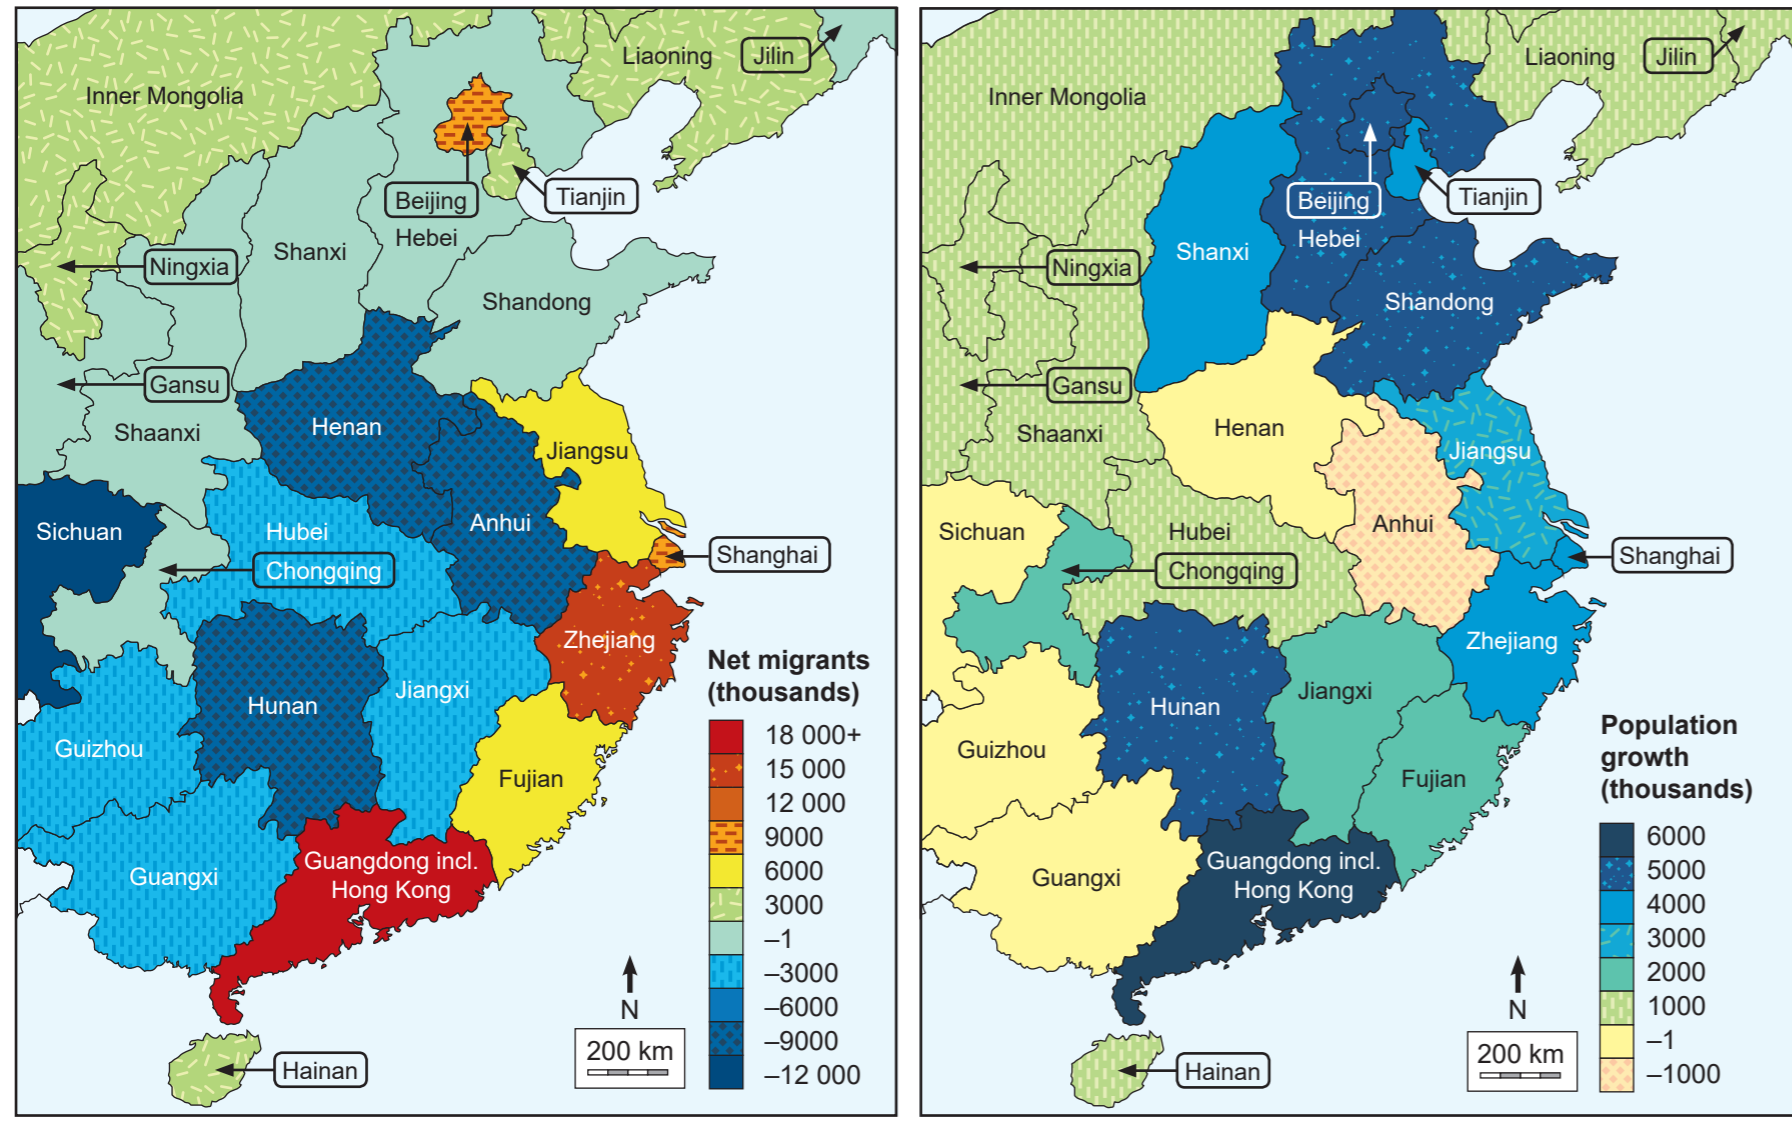 Inner Mongolia
Liaoning
Jilin
Beijing
Tianjin
Hebei
Shanxi
Ningxia
Shandong
Gansu
Shaanxi
Henan
Jiangsu
Sichuan
Hubei
Anhui
Chongqing
Shanghai
Zhejiang
Hunan
Jiangxi
Guizhou
Fujian
Guangxi
Guangdong incl.
Hong Kong
Hainan
Net migrants
(thousands)
18 000+
15 000
12 000
9000
6000
3000
–1
–3000
–6000
–9000
–12 000
N
200 km
Inner Mongolia
Liaoning
Jilin
Beijing
Tianjin
Hebei
Shanxi
Ningxia
Shandong
Gansu
Shaanxi
Henan
Jiangsu
Sichuan
Hubei
Anhui
Chongqing
Shanghai
Zhejiang
Hunan
Jiangxi
Guizhou
Fujian
Guangxi
Guangdong incl.
Hong Kong
Hainan
Population
growth
(thousands)
6000
5000
4000
3000
2000
1000
–1
–1000
N
200 km